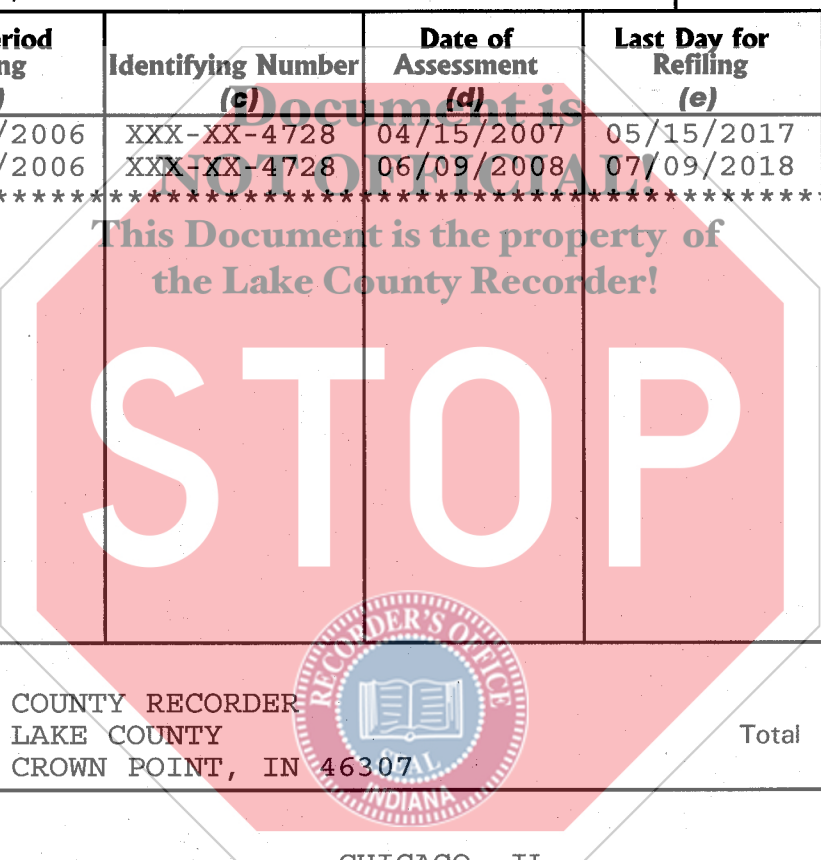 eriod
Identifying Number
Date of
Assessment
Last Day for
Refiling
ng
)
(c)
(d)
(e)
Document is
/2006 XXX-XX-4728 04/15/2007 05/15/2017
/2006 XXX-XX-4728 06/09/2008 07/09/2018
NOT OFFICIAL!
****************************************
This Document is the property of
the Lake County Recorder!
STOP
RECORDER'S OFFICE
SEAL
INDIANA
COUNTY RECORDER
LAKE COUNTY
CROWN POINT, IN 46307
Total
CHICAGO, IL